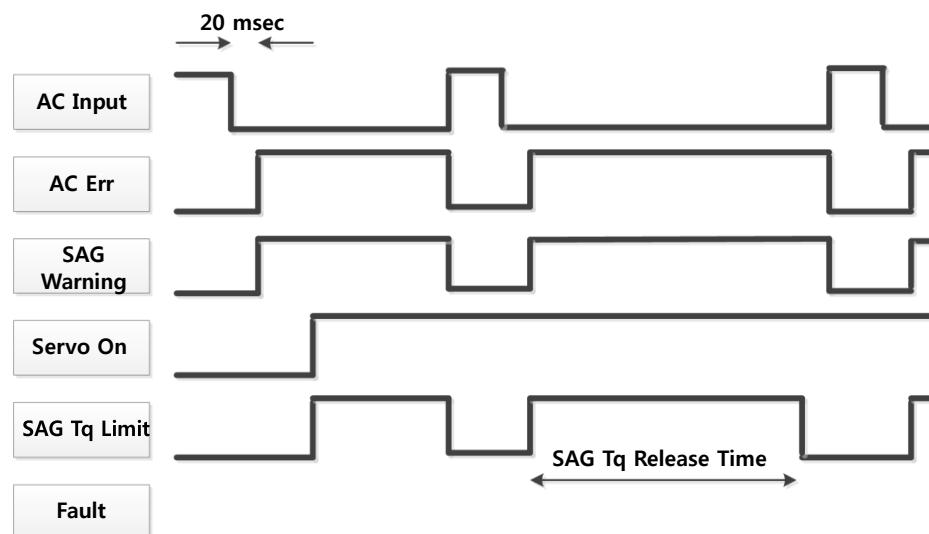 20 msec
AC Input
AC Err
SAG
Warning
Servo On
SAG Tq Limit
SAG Tq Release Time
Fault